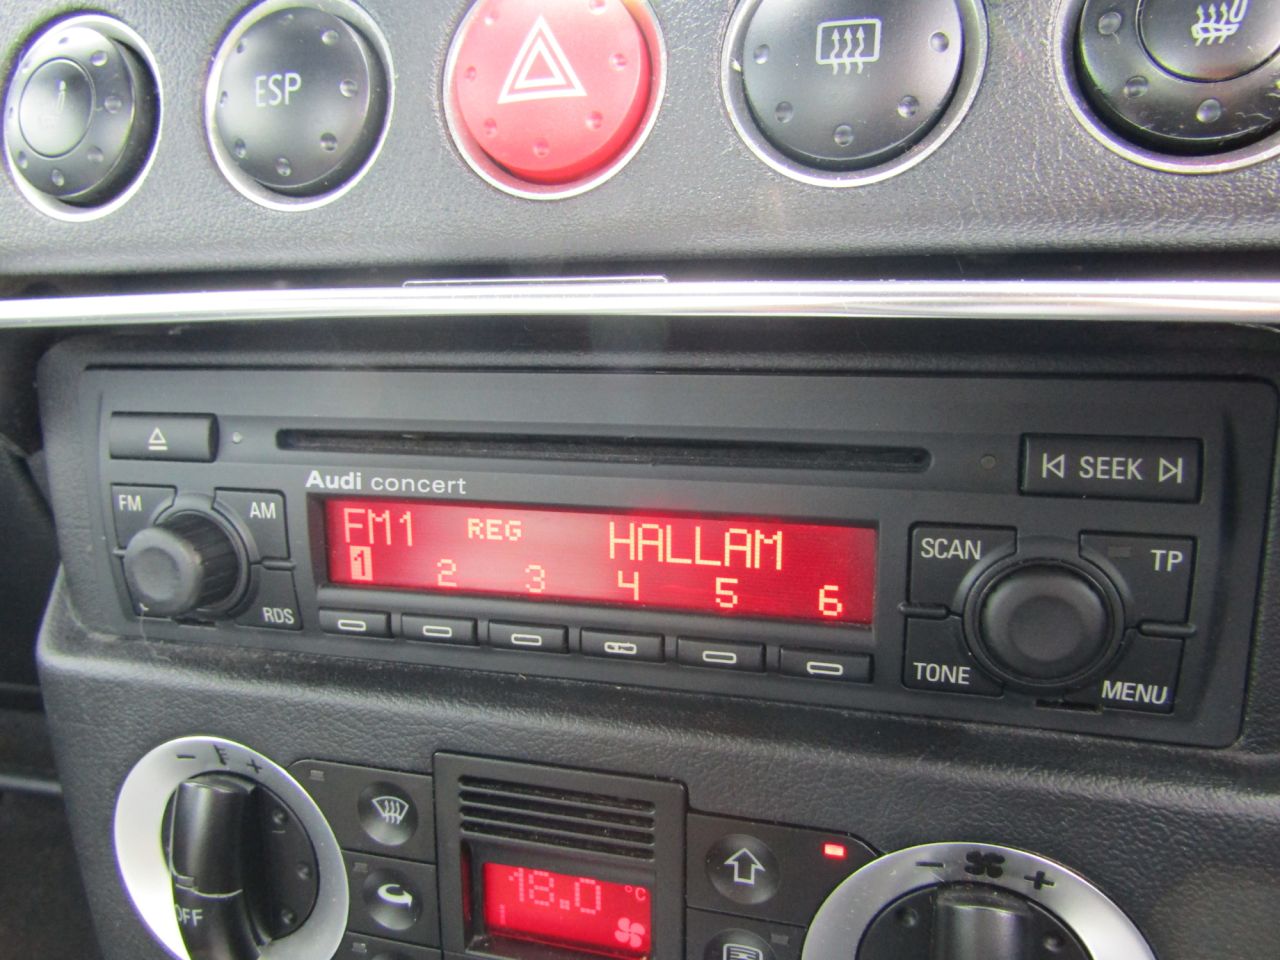 ESP
Audi concert
SEEK
FM
AM
RDS
FM1 REG HALLAM
1 2 3 4 5 6
SCAN
TP
TONE
MENU
- +
OFF
18.0 °C
- +